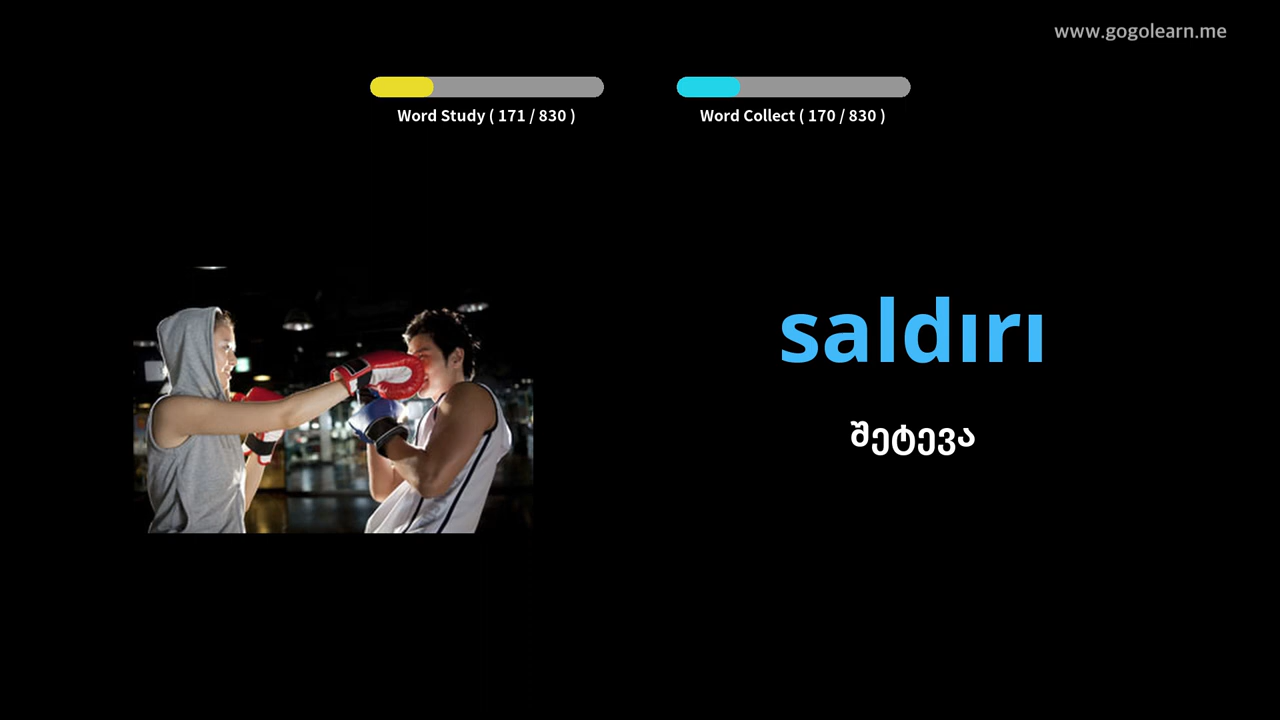 www.gogolearn.me
Word Study ( 171 / 830 )
Word Collect ( 170 / 830 )
saldırı
შეტევა